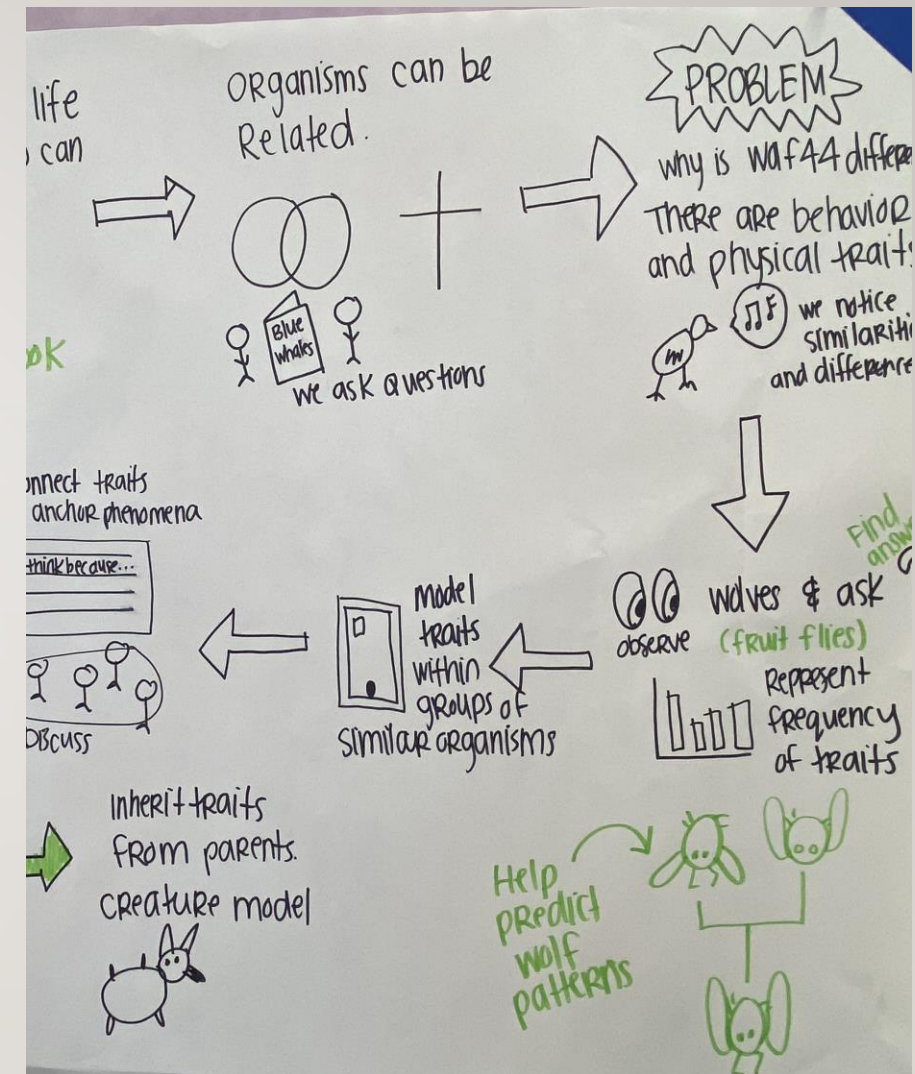 life
can
ORganisms can be
Related.
Blue
Whales
we ask questions
PROBLEM
why is waf44 differe
There are behavior
and physical trait
we notice
similariti
and difference
Find
answ
wolves & ask
observe
(fruit flies)
Represent
frequency
of traits
Model
traits
within
groups of
similar organisms
onnect traits
anchor phenomena
think because...
Discuss
Inherit traits
from parents.
creature model
Help
predict
wolf
patterns